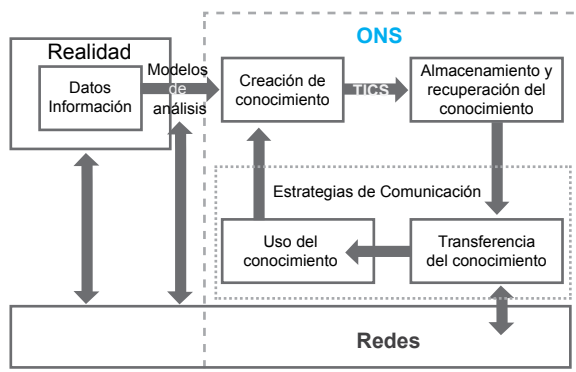 ONS
Realidad
Datos
Información
Modelos
de
análisis
Creación de
conocimiento
TICS
Almacenamiento y
recuperación del
conocimiento
Estrategias de Comunicación
Uso del
conocimiento
Transferencia
del conocimiento
Redes